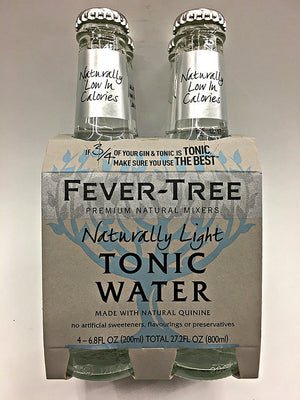 Naturally
Low In
Calories
Naturally
Low In
Calories
IF 3/4 OF YOUR GIN & TONIC IS TONIC,
MAKE SURE YOU USE THE BEST
FEVER-TREE
PREMIUM NATURAL MIXERS
Naturally Light
TONIC
WATER
MADE WITH NATURAL QUININE
no artificial sweeteners, flavourings or preservatives
4–6.8FL OZ (200ml) TOTAL 27.2FL OZ (800ml)